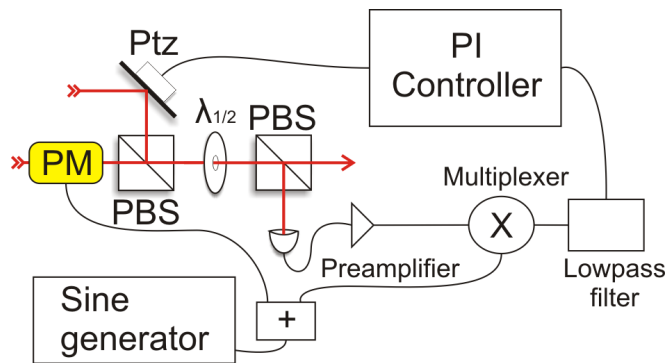 Ptz
PI
Controller
λ1/2
PBS
PM
PBS
Multiplexer
X
Preamplifier
Lowpass
filter
Sine
generator
+